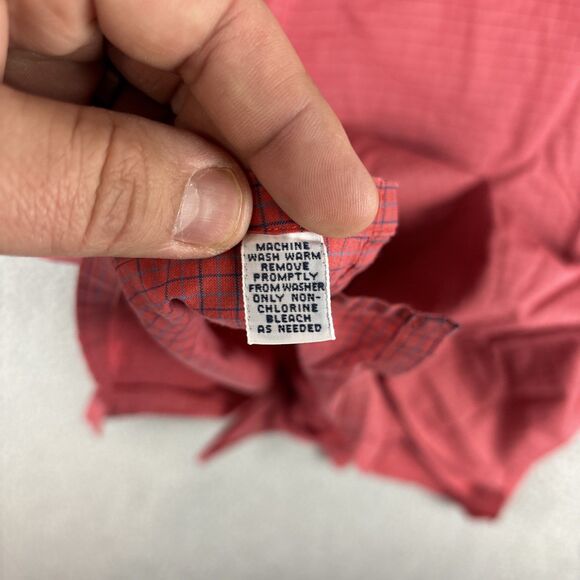 MACHINE
WASH WARM
REMOVE
PROMPTLY
FROM WASHER
ONLY NON-
CHLORINE
BLEACH
AS NEEDED